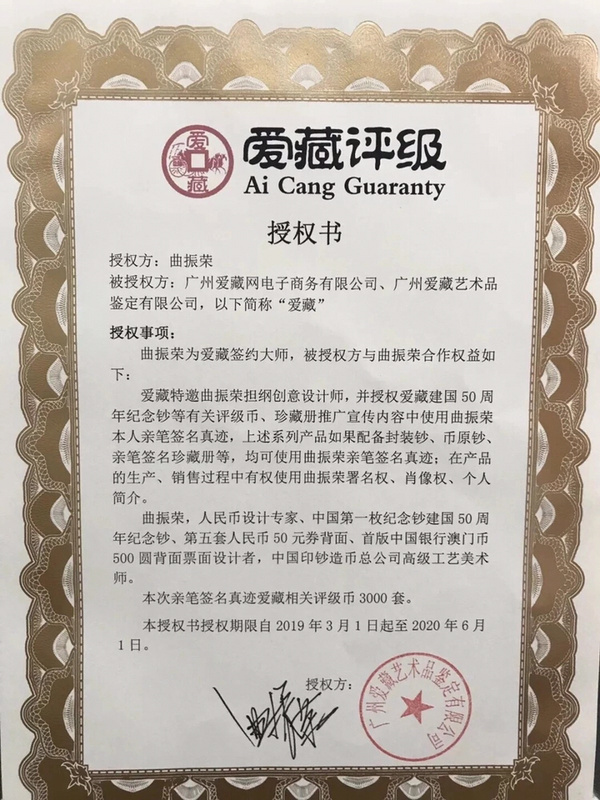 爱藏
爱藏评级
Ai Cang Guaranty
授权书
授权方：曲振荣
被授权方：广州爱藏网电子商务有限公司、广州爱藏艺术品
鉴定有限公司，以下简称“爱藏”
授权事项：
曲振荣为爱藏签约大师，被授权方与曲振荣合作权益如
下：
爱藏特邀曲振荣担纲创意设计师，并授权爱藏建国50周
年纪念钞等有关评级币、珍藏册推广宣传内容中使用曲振荣
本人亲笔签名真迹，上述系列产品如果配备封装钞、币原钞、
亲笔签名珍藏册等，均可使用曲振荣亲笔签名真迹；在产品
的生产、销售过程中有权使用曲振荣署名权、肖像权、个人
简介。
曲振荣，人民币设计专家、中国第一枚纪念钞建国50周
年纪念钞、第五套人民币50元券背面、首版中国银行澳门币
500圆背面票面设计者，中国印钞造币总公司高级工艺美术
师。
本次亲笔签名真迹爱藏相关评级币3000套。
本授权书授权期限自2019年3月1日起至2020年6月
1日。
授权方：
曲振荣
广州爱藏艺术品鉴定有限公司